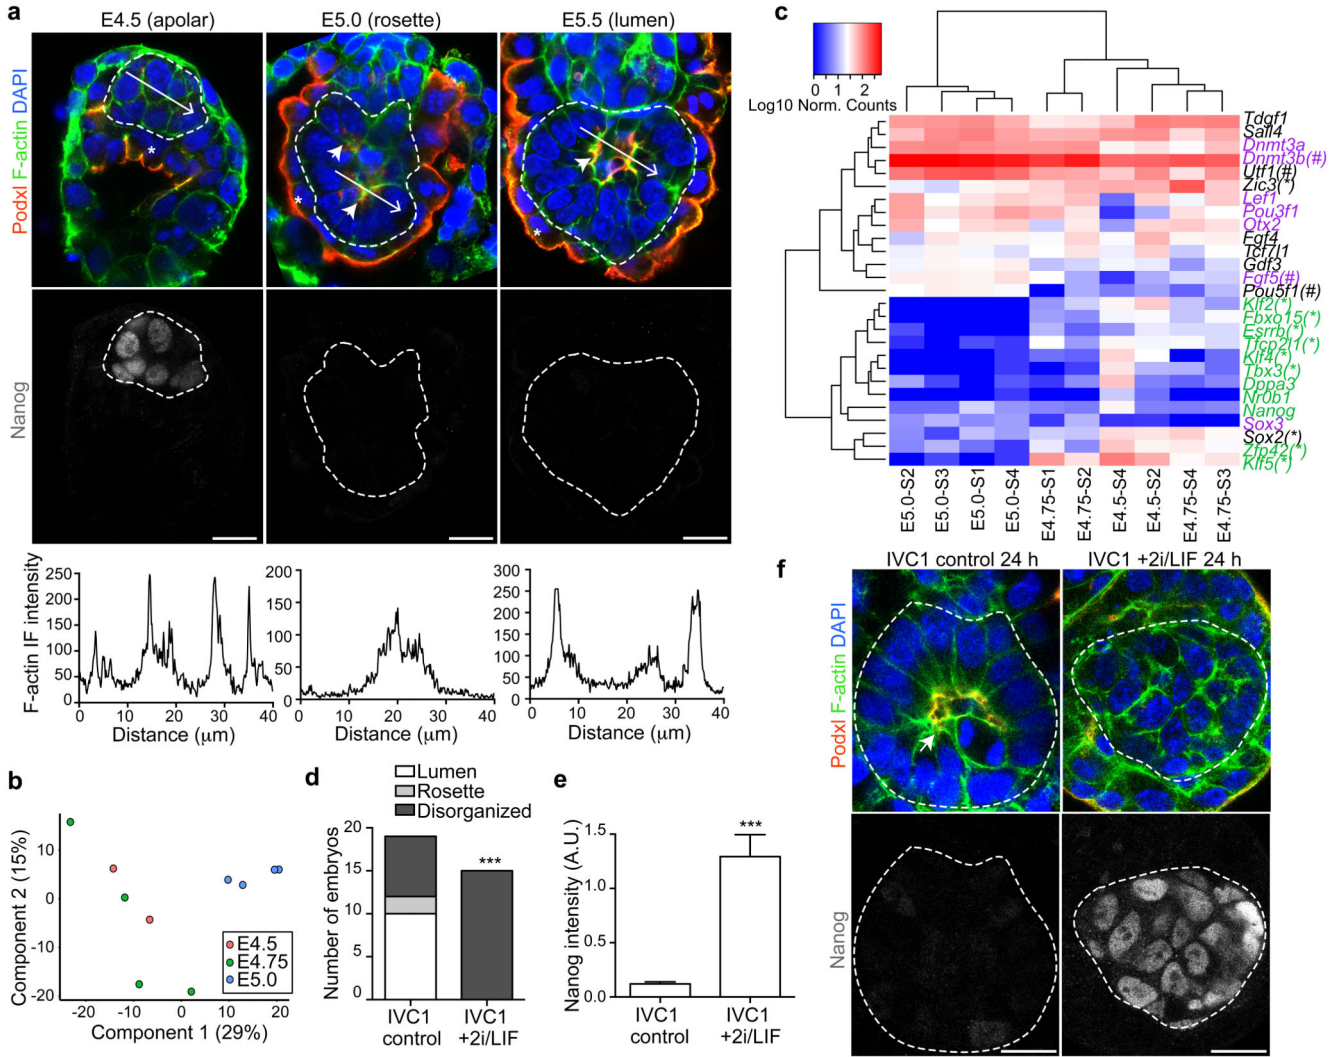 a
E4.5 (apolar)
E5.0 (rosette)
E5.5 (lumen)
Podxl F-actin DAPI
*
*
*
Nanog
F-actin IF intensity
250
200
150
100
50
0
0 10 20 30 40
Distance (μm)
200
150
100
50
0
0 10 20 30 40
Distance (μm)
300
250
200
150
100
50
0
0 10 20 30 40
Distance (μm)
b
Component 2 (15%)
10
0
-10
-20
-20 -10 0 10 20
Component 1 (29%)
E4.5
E4.75
E5.0
c
0 1 2
Log10 Norm. Counts
Tdgf1
Sall4
Dnmt3a
Dnmt3b(#)
Utf1(#)
Zic3(*)
Lef1
Pou3f1
Otx2
Fgf4
Tcf7l1
Gdf3
Fgf5(#)
Pou5f1(#)
Klf2(*)
Fbxo15(*)
Esrrb(*)
Tfcp2l1(*)
Klf4(*)
Tbx3(*)
Dppa3
Nr0b1
Nanog
Sox3
Sox2(*)
Zfp42(*)
Klf5(*)
E5.0-S2
E5.0-S3
E5.0-S1
E5.0-S4
E4.75-S1
E4.75-S2
E4.5-S4
E4.5-S2
E4.75-S4
E4.75-S3
d
Lumen
Rosette
Disorganized
Number of embryos
20
15
10
5
0
***
IVC1
control
IVC1
+2i/LIF
e
Nanog intensity (A.U.)
1.5
1.0
0.5
0.0
***
IVC1
control
IVC1
+2i/LIF
f
IVC1 control 24 h
IVC1 +2i/LIF 24 h
Podxl F-actin DAPI
Nanog